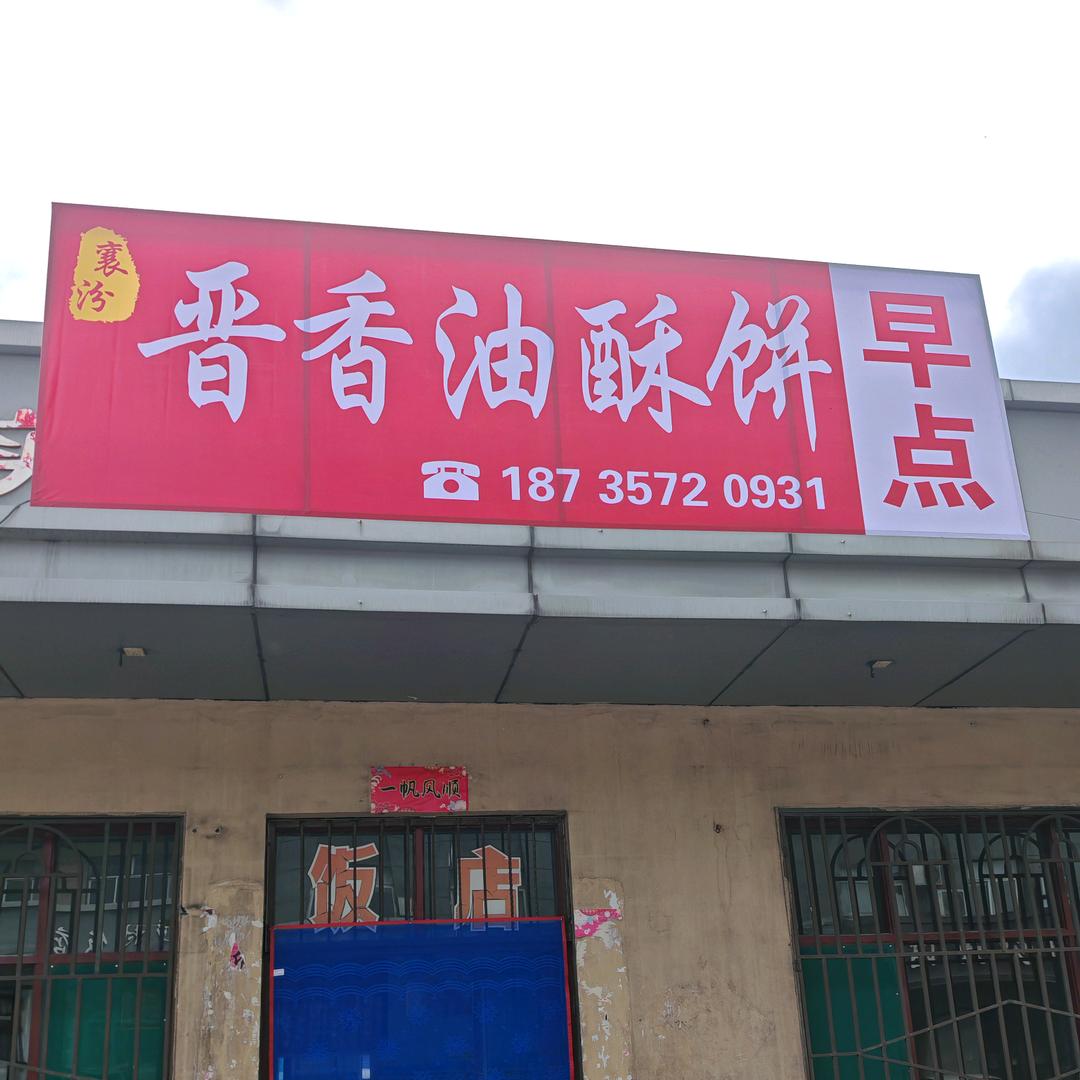 襄汾
晋香油酥饼
早点
187 3572 0931
一帆风顺
饭店